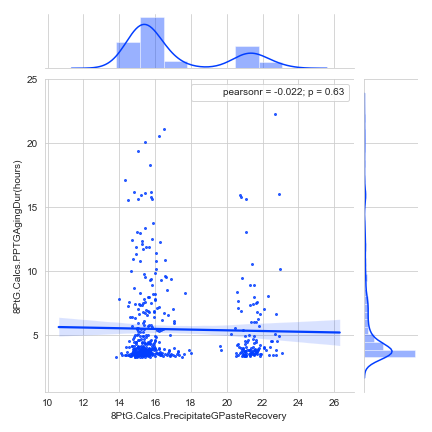 pearsonr = -0.022; p = 0.63
25
20
15
10
5
8PtG.Calcs.PPTGAgingDur(hours)
10 12 14 16 18 20 22 24 26
8PtG.Calcs.PrecipitateGPasteRecovery